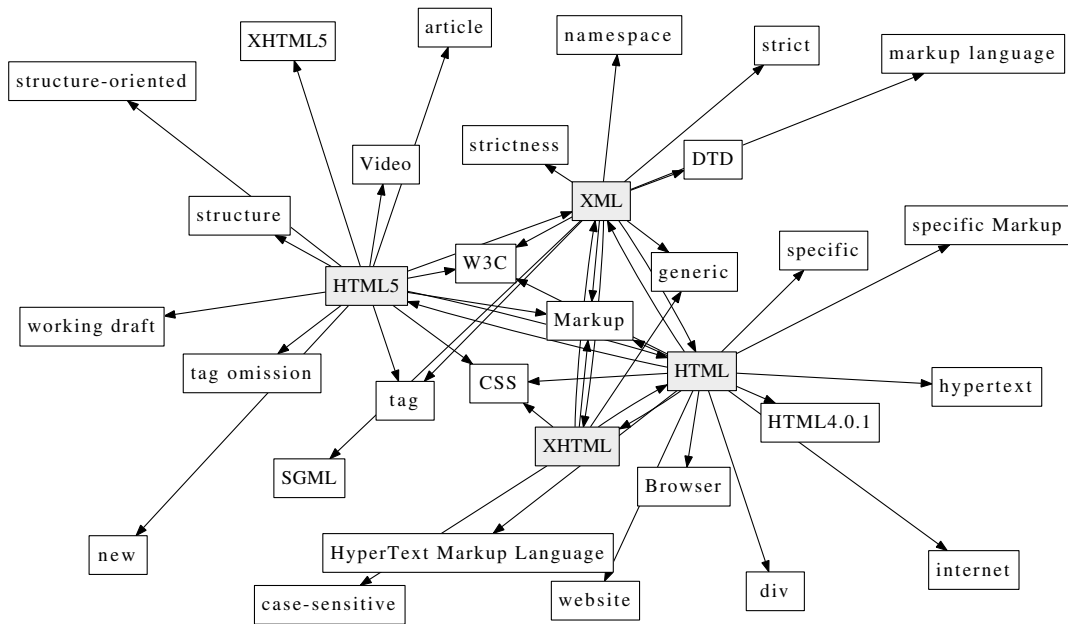 article
XHTML5
namespace
strict
markup language
structure-oriented
strictness
Video
DTD
XML
structure
specific Markup
specific
W3C
generic
HTML5
working draft
Markup
tag omission
HTML
CSS
hypertext
tag
HTML4.0.1
XHTML
SGML
Browser
new
HyperText Markup Language
internet
div
case-sensitive
website